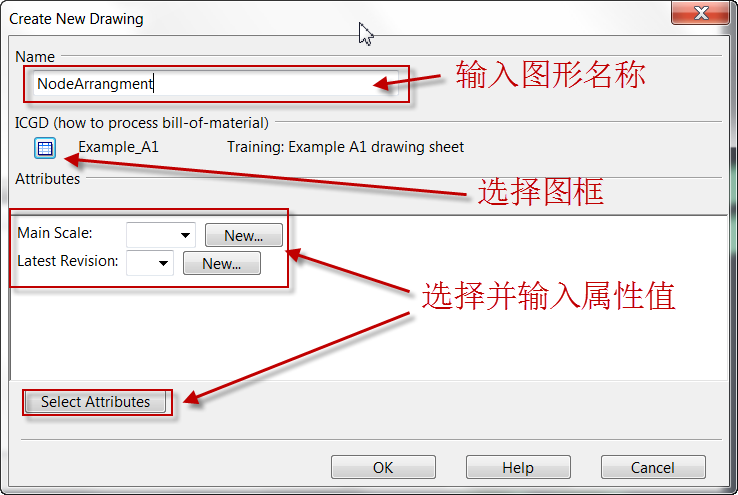 Create New Drawing
Name
NodeArrangment
输入图形名称
ICGD (how to process bill-of-material)
Example_A1 Training: Example A1 drawing sheet
选择图框
Attributes
Main Scale: New...
Latest Revision: New...
选择并输入属性值
Select Attributes
OK Help Cancel